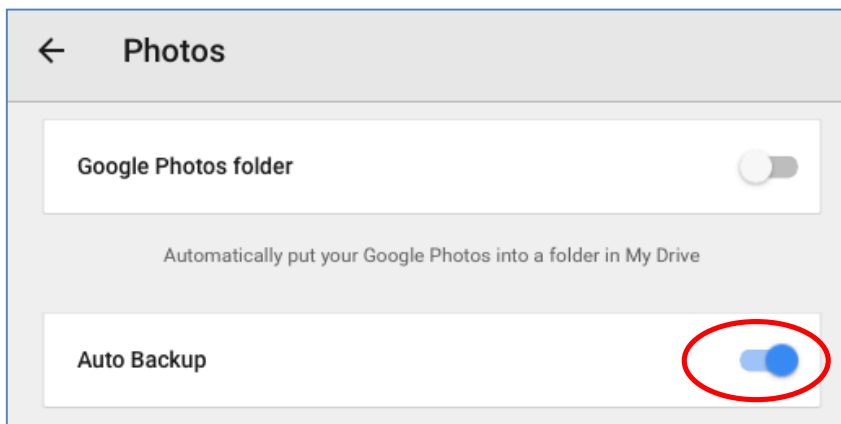 Photos
Google Photos folder
Automatically put your Google Photos into a folder in My Drive
Auto Backup